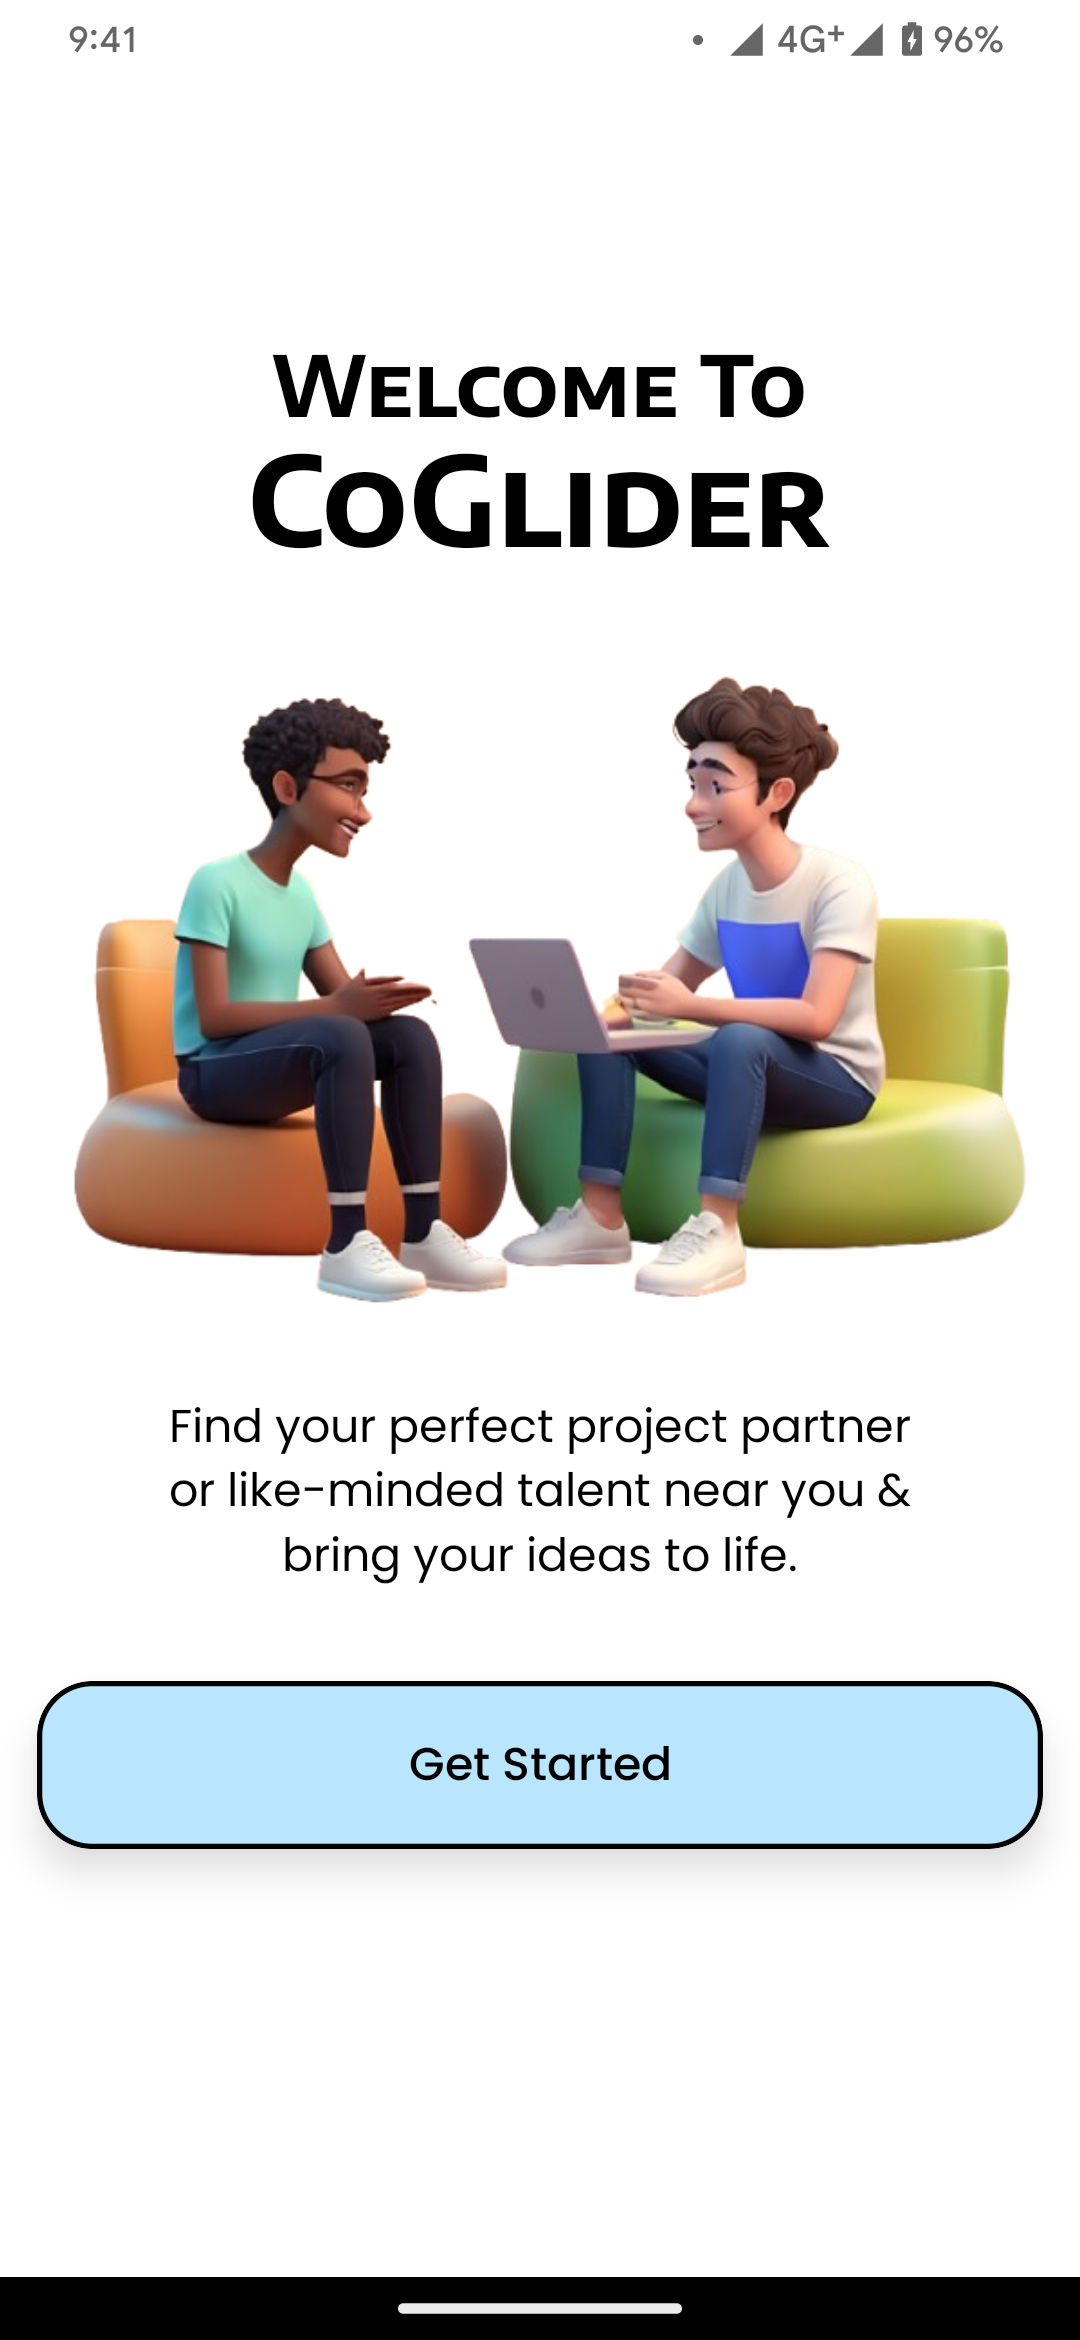 9:41
4G+ 96%
Welcome To
CoGlider
Find your perfect project partner
or like-minded talent near you &
bring your ideas to life.
Get Started